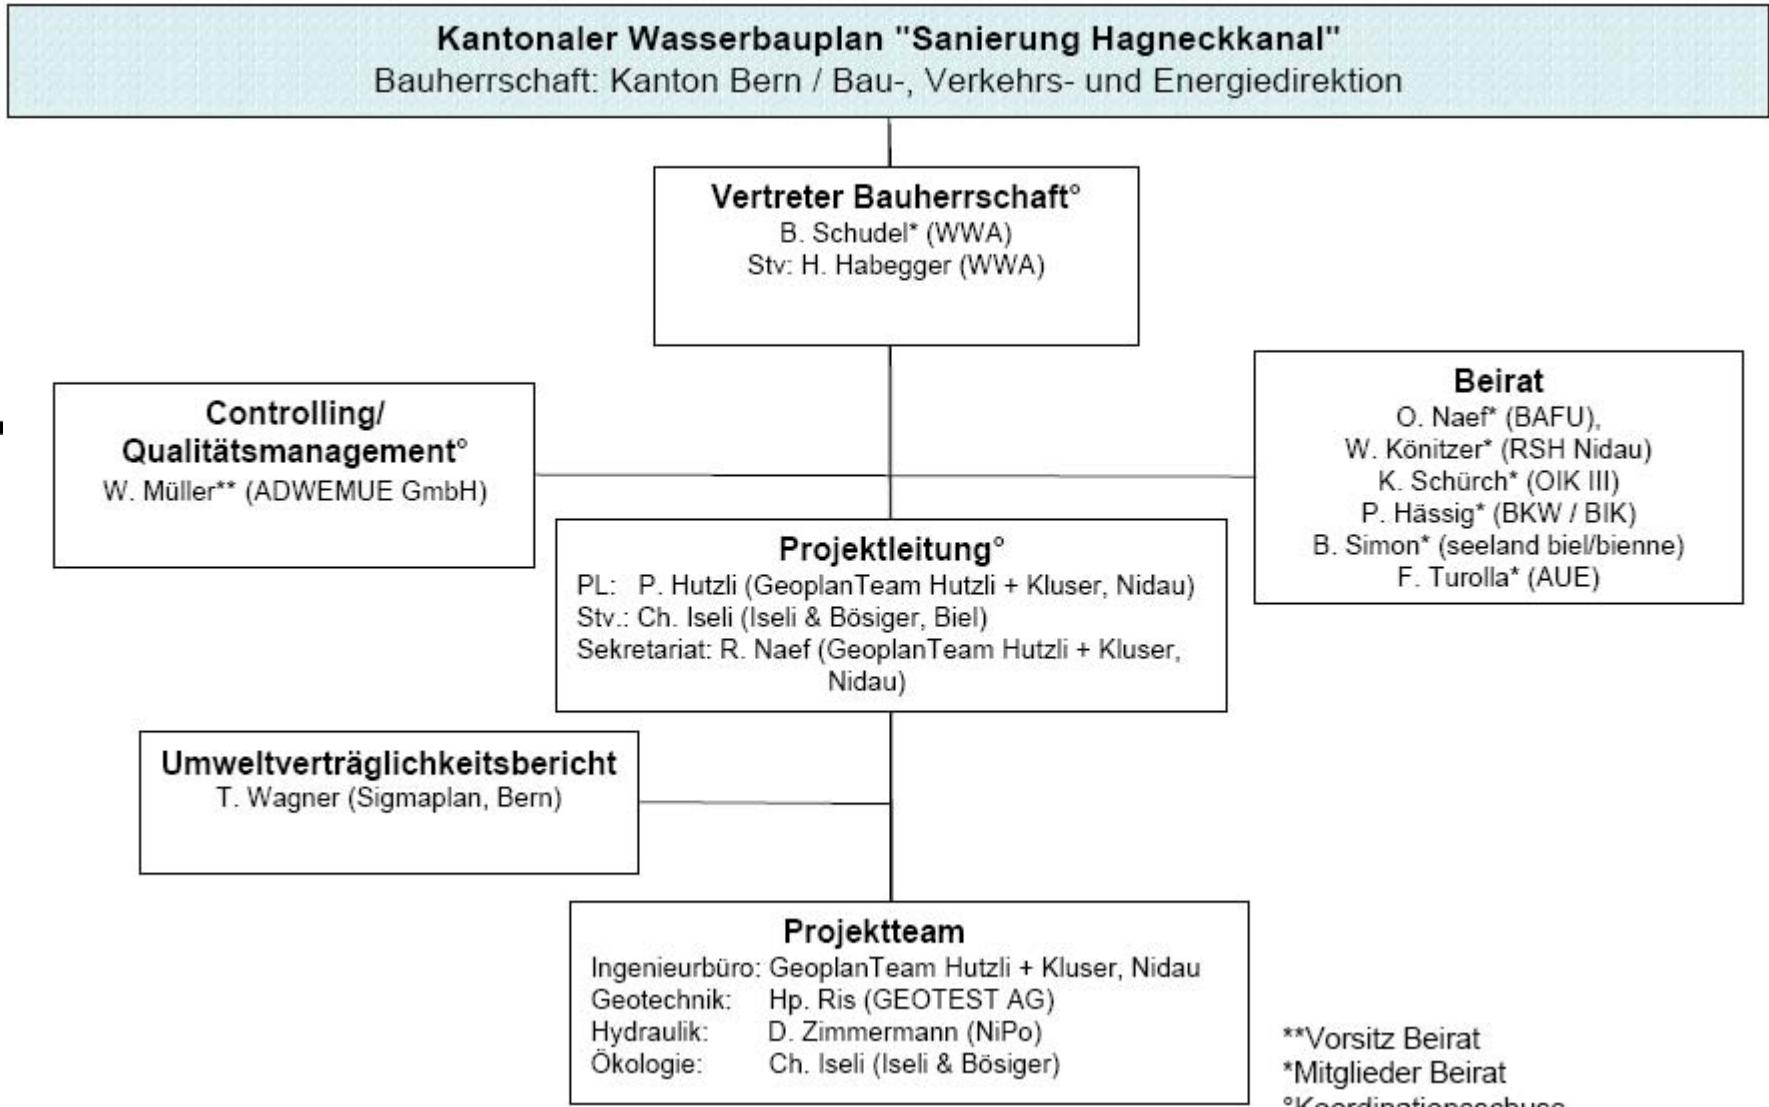 Kantonaler Wasserbauplan "Sanierung Hagneckkanal"
Bauherrschaft: Kanton Bern / Bau-, Verkehrs- und Energiedirektion
Vertreter Bauherrschaft°
B. Schudel* (WWA)
Stv: H. Habegger (WWA)
Controlling/
Qualitätsmanagement°
W. Müller** (ADWEMUE GmbH)
Beirat
O. Naef* (BAFU),
W. Könitzer* (RSH Nidau)
K. Schürch* (OIK III)
P. Hässig* (BKW / BIK)
B. Simon* (seeland biel/bienne)
F. Turolla* (AUE)
Projektleitung°
PL: P. Hutzli (GeoplanTeam Hutzli + Kluser, Nidau)
Stv.: Ch. Iseli (Iseli & Bösiger, Biel)
Sekretariat: R. Naef (GeoplanTeam Hutzli + Kluser,
Nidau)
Umweltverträglichkeitsbericht
T. Wagner (Sigmaplan, Bern)
Projektteam
Ingenieurbüro: GeoplanTeam Hutzli + Kluser, Nidau
Geotechnik: Hp. Ris (GEOTEST AG)
Hydraulik: D. Zimmermann (NiPo)
Ökologie: Ch. Iseli (Iseli & Bösiger)
**Vorsitz Beirat
*Mitglieder Beirat
°Koordinationsschuss